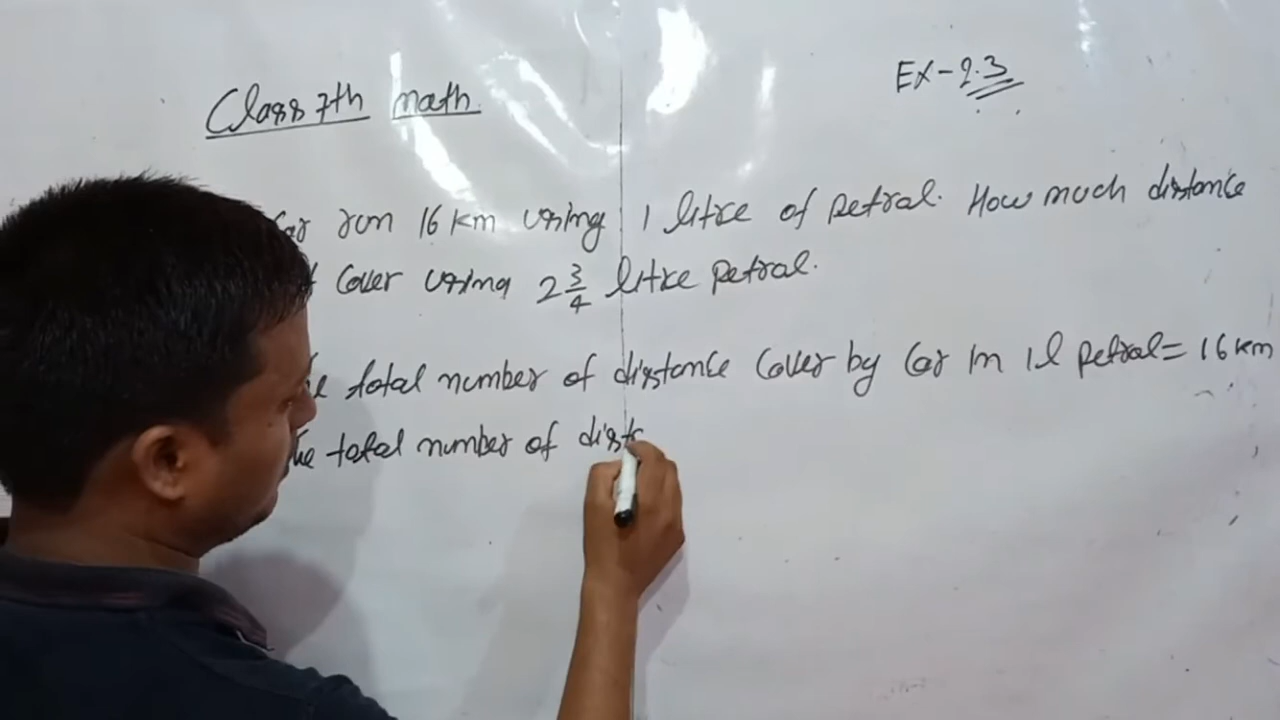 Class 7th math.
Ex-2.3
run 16 km using 1 litre of petral. How much distance
cover using 2 3/4 litre petral.
total number of distance cover by car in 1l petral = 16 km
The total number of dist